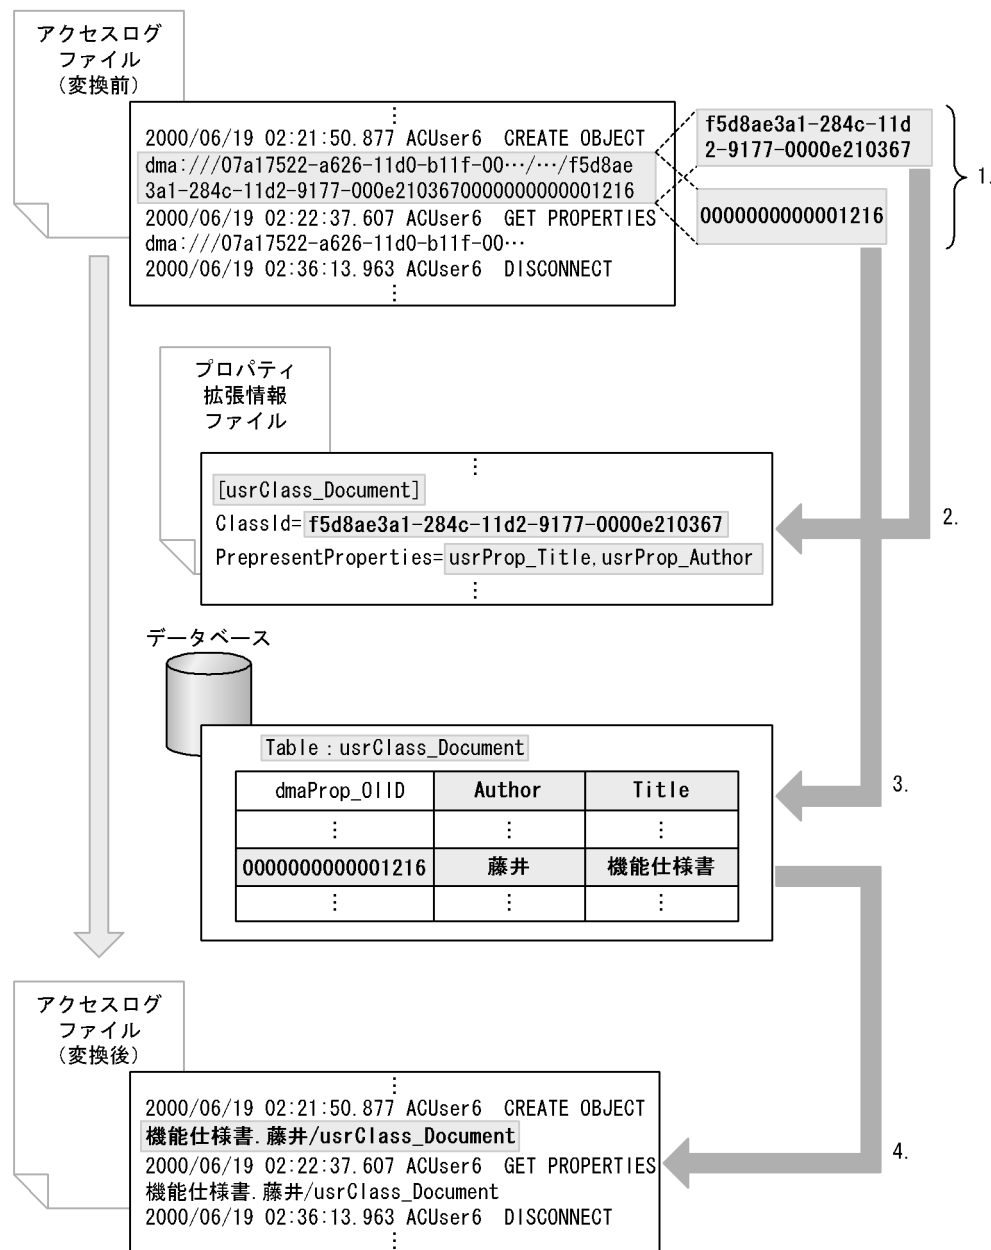 アクセスログ
ファイル
（変換前）
⋮
2000/06/19 02:21:50.877 ACUser6 CREATE OBJECT
dma:///07a17522-a626-11d0-b11f-00…/…/f5d8ae
3a1-284c-11d2-9177-000e2103670000000000001216
2000/06/19 02:22:37.607 ACUser6 GET PROPERTIES
dma:///07a17522-a626-11d0-b11f-00…
2000/06/19 02:36:13.963 ACUser6 DISCONNECT
⋮
f5d8ae3a1-284c-11d
2-9177-0000e210367
0000000000001216
1.
プロパティ
拡張情報
ファイル
⋮
[usrClass_Document]
ClassId=f5d8ae3a1-284c-11d2-9177-0000e210367
PrepresentProperties=usrProp_Title,usrProp_Author
⋮
2.
データベース
Table：usrClass_Document
dmaProp_OIID Author Title
⋮ ⋮ ⋮
0000000000001216 藤井 機能仕様書
⋮ ⋮ ⋮
3.
アクセスログ
ファイル
（変換後）
⋮
2000/06/19 02:21:50.877 ACUser6 CREATE OBJECT
機能仕様書.藤井/usrClass_Document
2000/06/19 02:22:37.607 ACUser6 GET PROPERTIES
機能仕様書.藤井/usrClass_Document
2000/06/19 02:36:13.963 ACUser6 DISCONNECT
⋮
4.